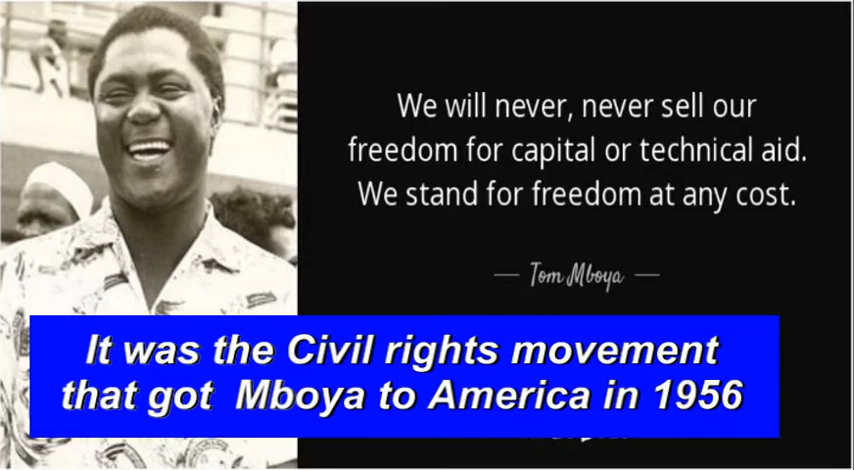 We will never, never sell our
freedom for capital or technical aid.
We stand for freedom at any cost.
— Tom Mboya —
It was the Civil rights movement
that got Mboya to America in 1956